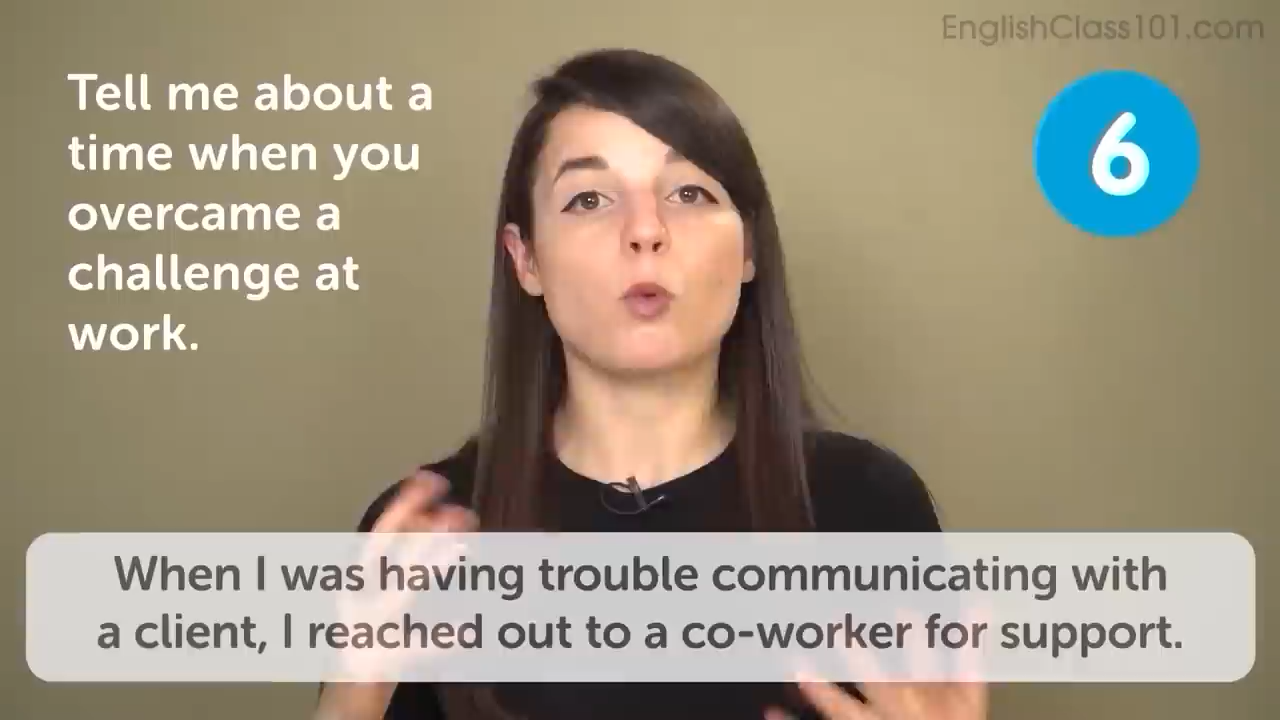 EnglishClass101.com
Tell me about a
time when you
overcame a
challenge at
work.
6
When I was having trouble communicating with
a client, I reached out to a co-worker for support.